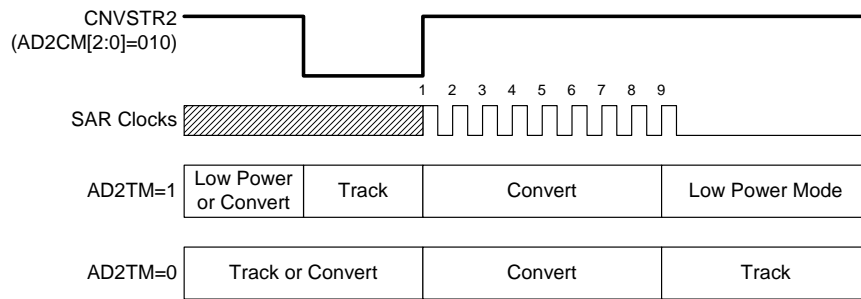 CNVSTR2
(AD2CM[2:0]=010)
1 2 3 4 5 6 7 8 9
SAR Clocks
AD2TM=1
Low Power
or Convert
Track
Convert
Low Power Mode
AD2TM=0
Track or Convert
Convert
Track